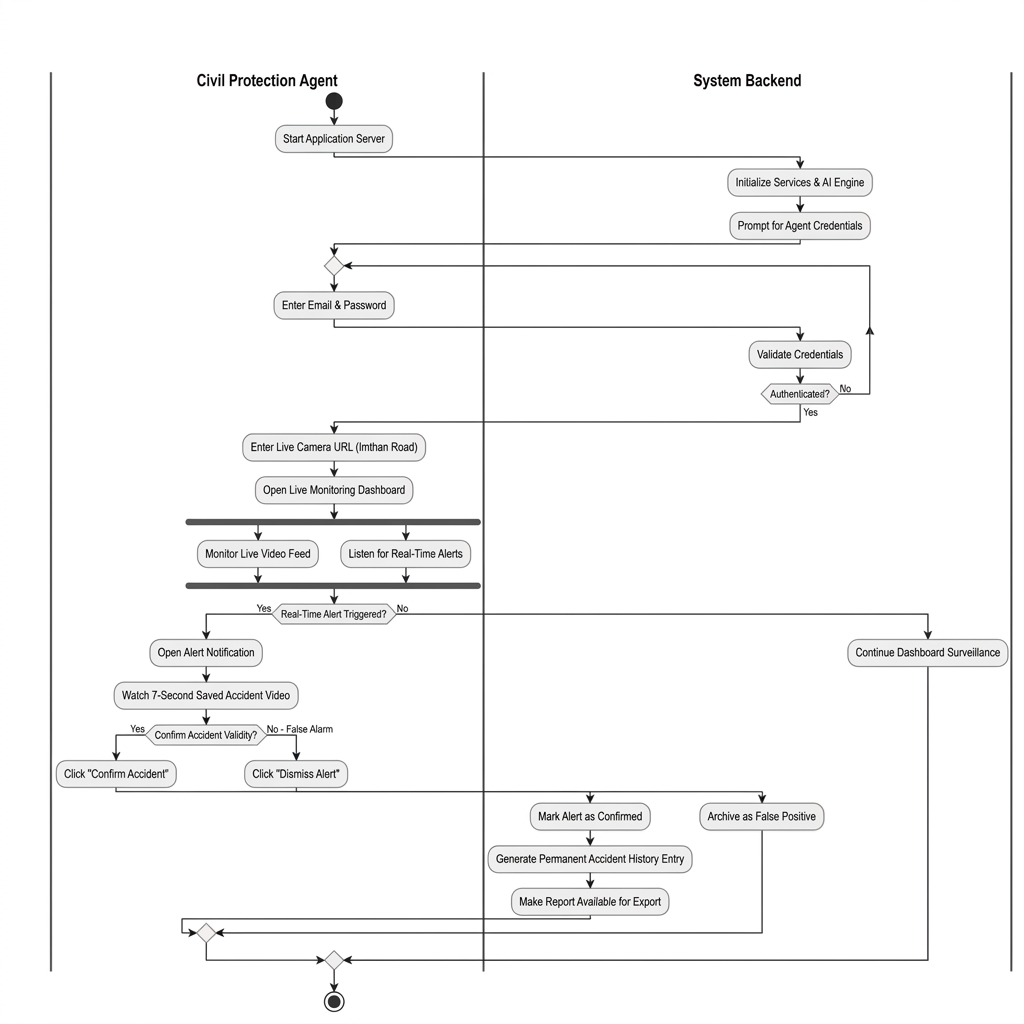 Civil Protection Agent
System Backend
Start Application Server
Initialize Services & AI Engine
Prompt for Agent Credentials
Enter Email & Password
Validate Credentials
Authenticated?
No
Yes
Enter Live Camera URL (Imthan Road)
Open Live Monitoring Dashboard
Monitor Live Video Feed
Listen for Real-Time Alerts
Yes
Real-Time Alert Triggered?
No
Open Alert Notification
Continue Dashboard Surveillance
Watch 7-Second Saved Accident Video
Yes
Confirm Accident Validity?
No - False Alarm
Click "Confirm Accident"
Click "Dismiss Alert"
Mark Alert as Confirmed
Archive as False Positive
Generate Permanent Accident History Entry
Make Report Available for Export